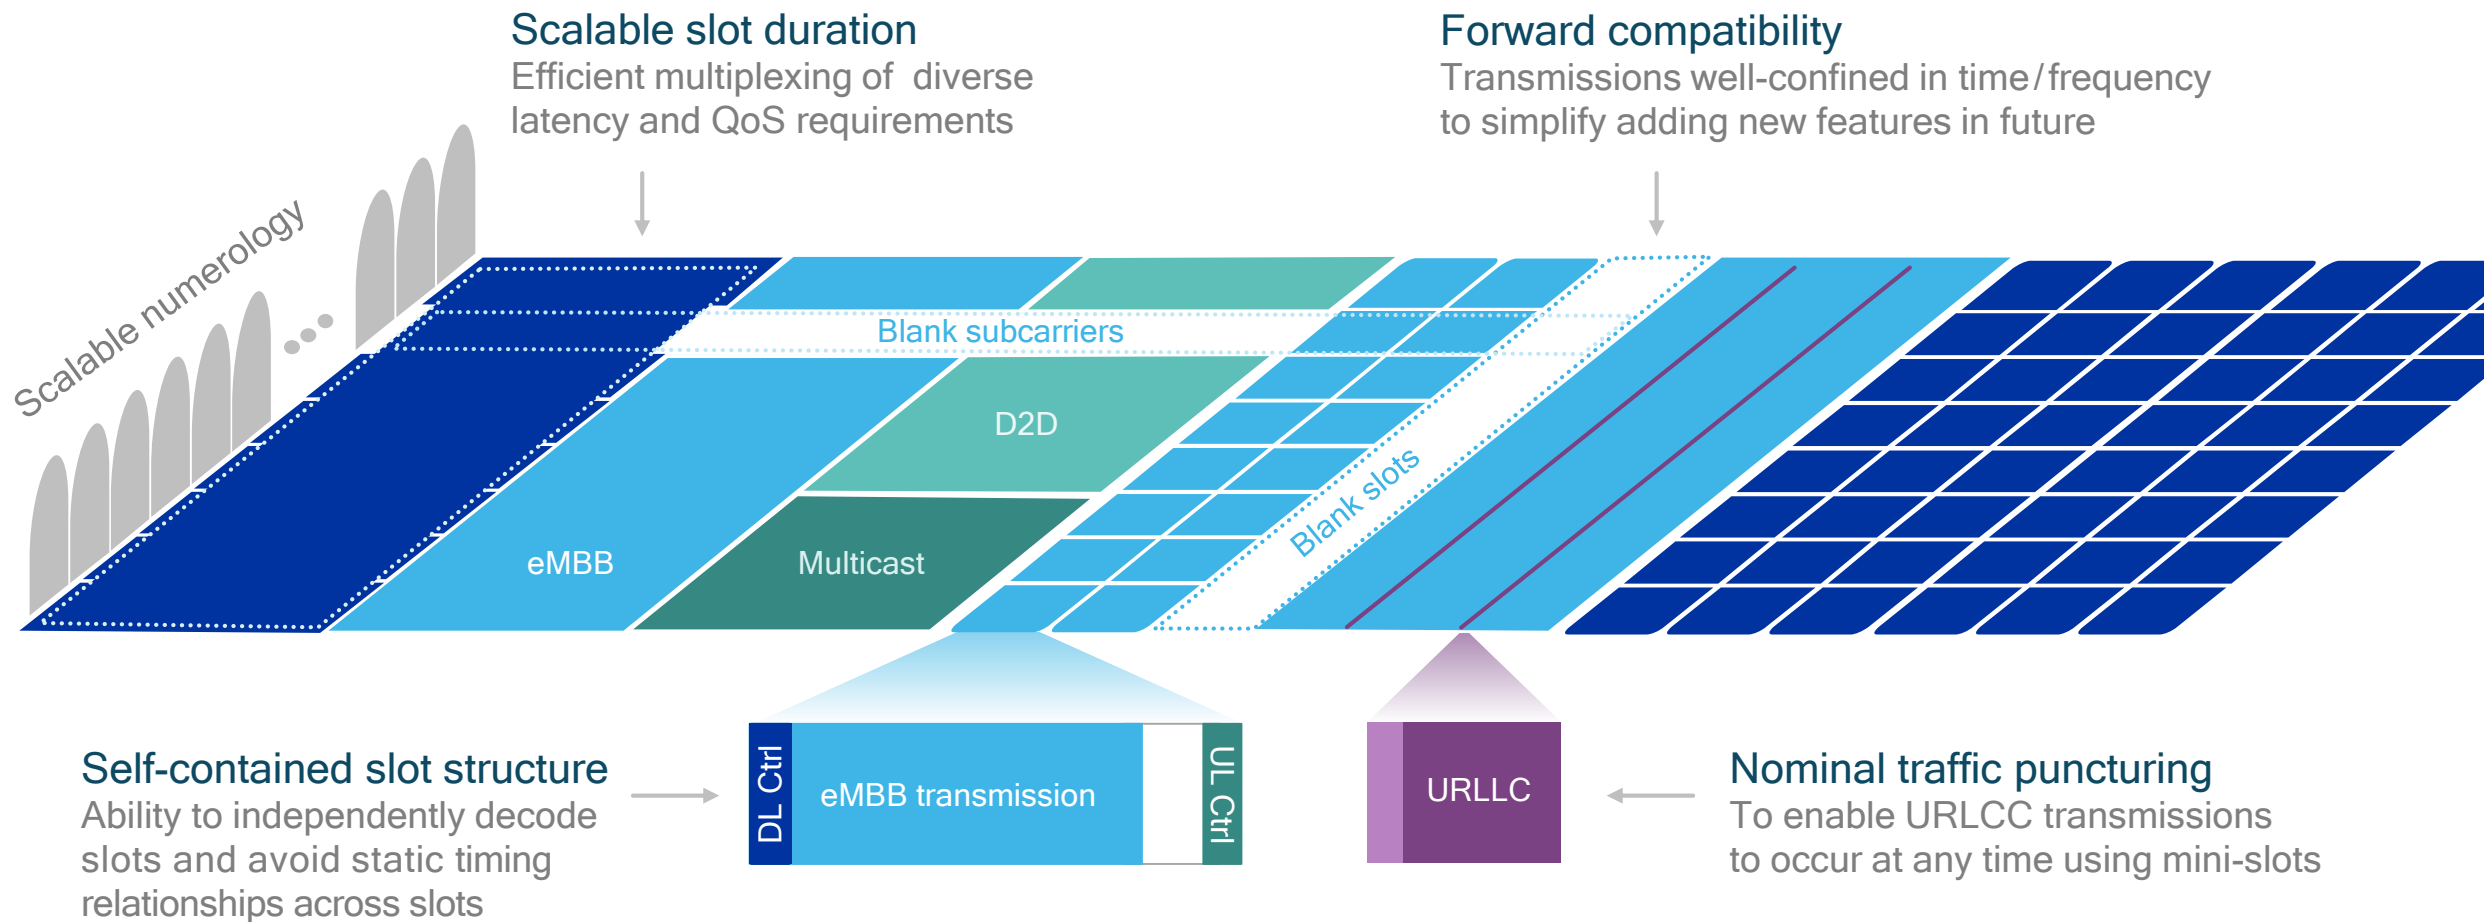 Scalable slot duration
Efficient multiplexing of diverse
latency and QoS requirements
Forward compatibility
Transmissions well-confined in time/frequency
to simplify adding new features in future
Scalable numerology
Blank subcarriers
D2D
Blank slots
eMBB
Multicast
Self-contained slot structure
Ability to independently decode
slots and avoid static timing
relationships across slots
DL Ctrl
eMBB transmission
UL Ctrl
URLLC
Nominal traffic puncturing
To enable URLCC transmissions
to occur at any time using mini-slots